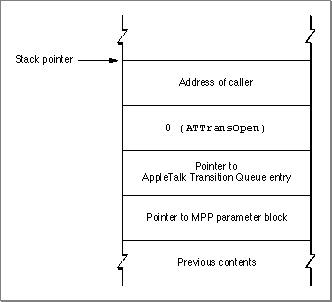 Stack pointer
Address of caller
0 (ATTransOpen)
Pointer to
AppleTalk Transition Queue entry
Pointer to MPP parameter block
Previous contents